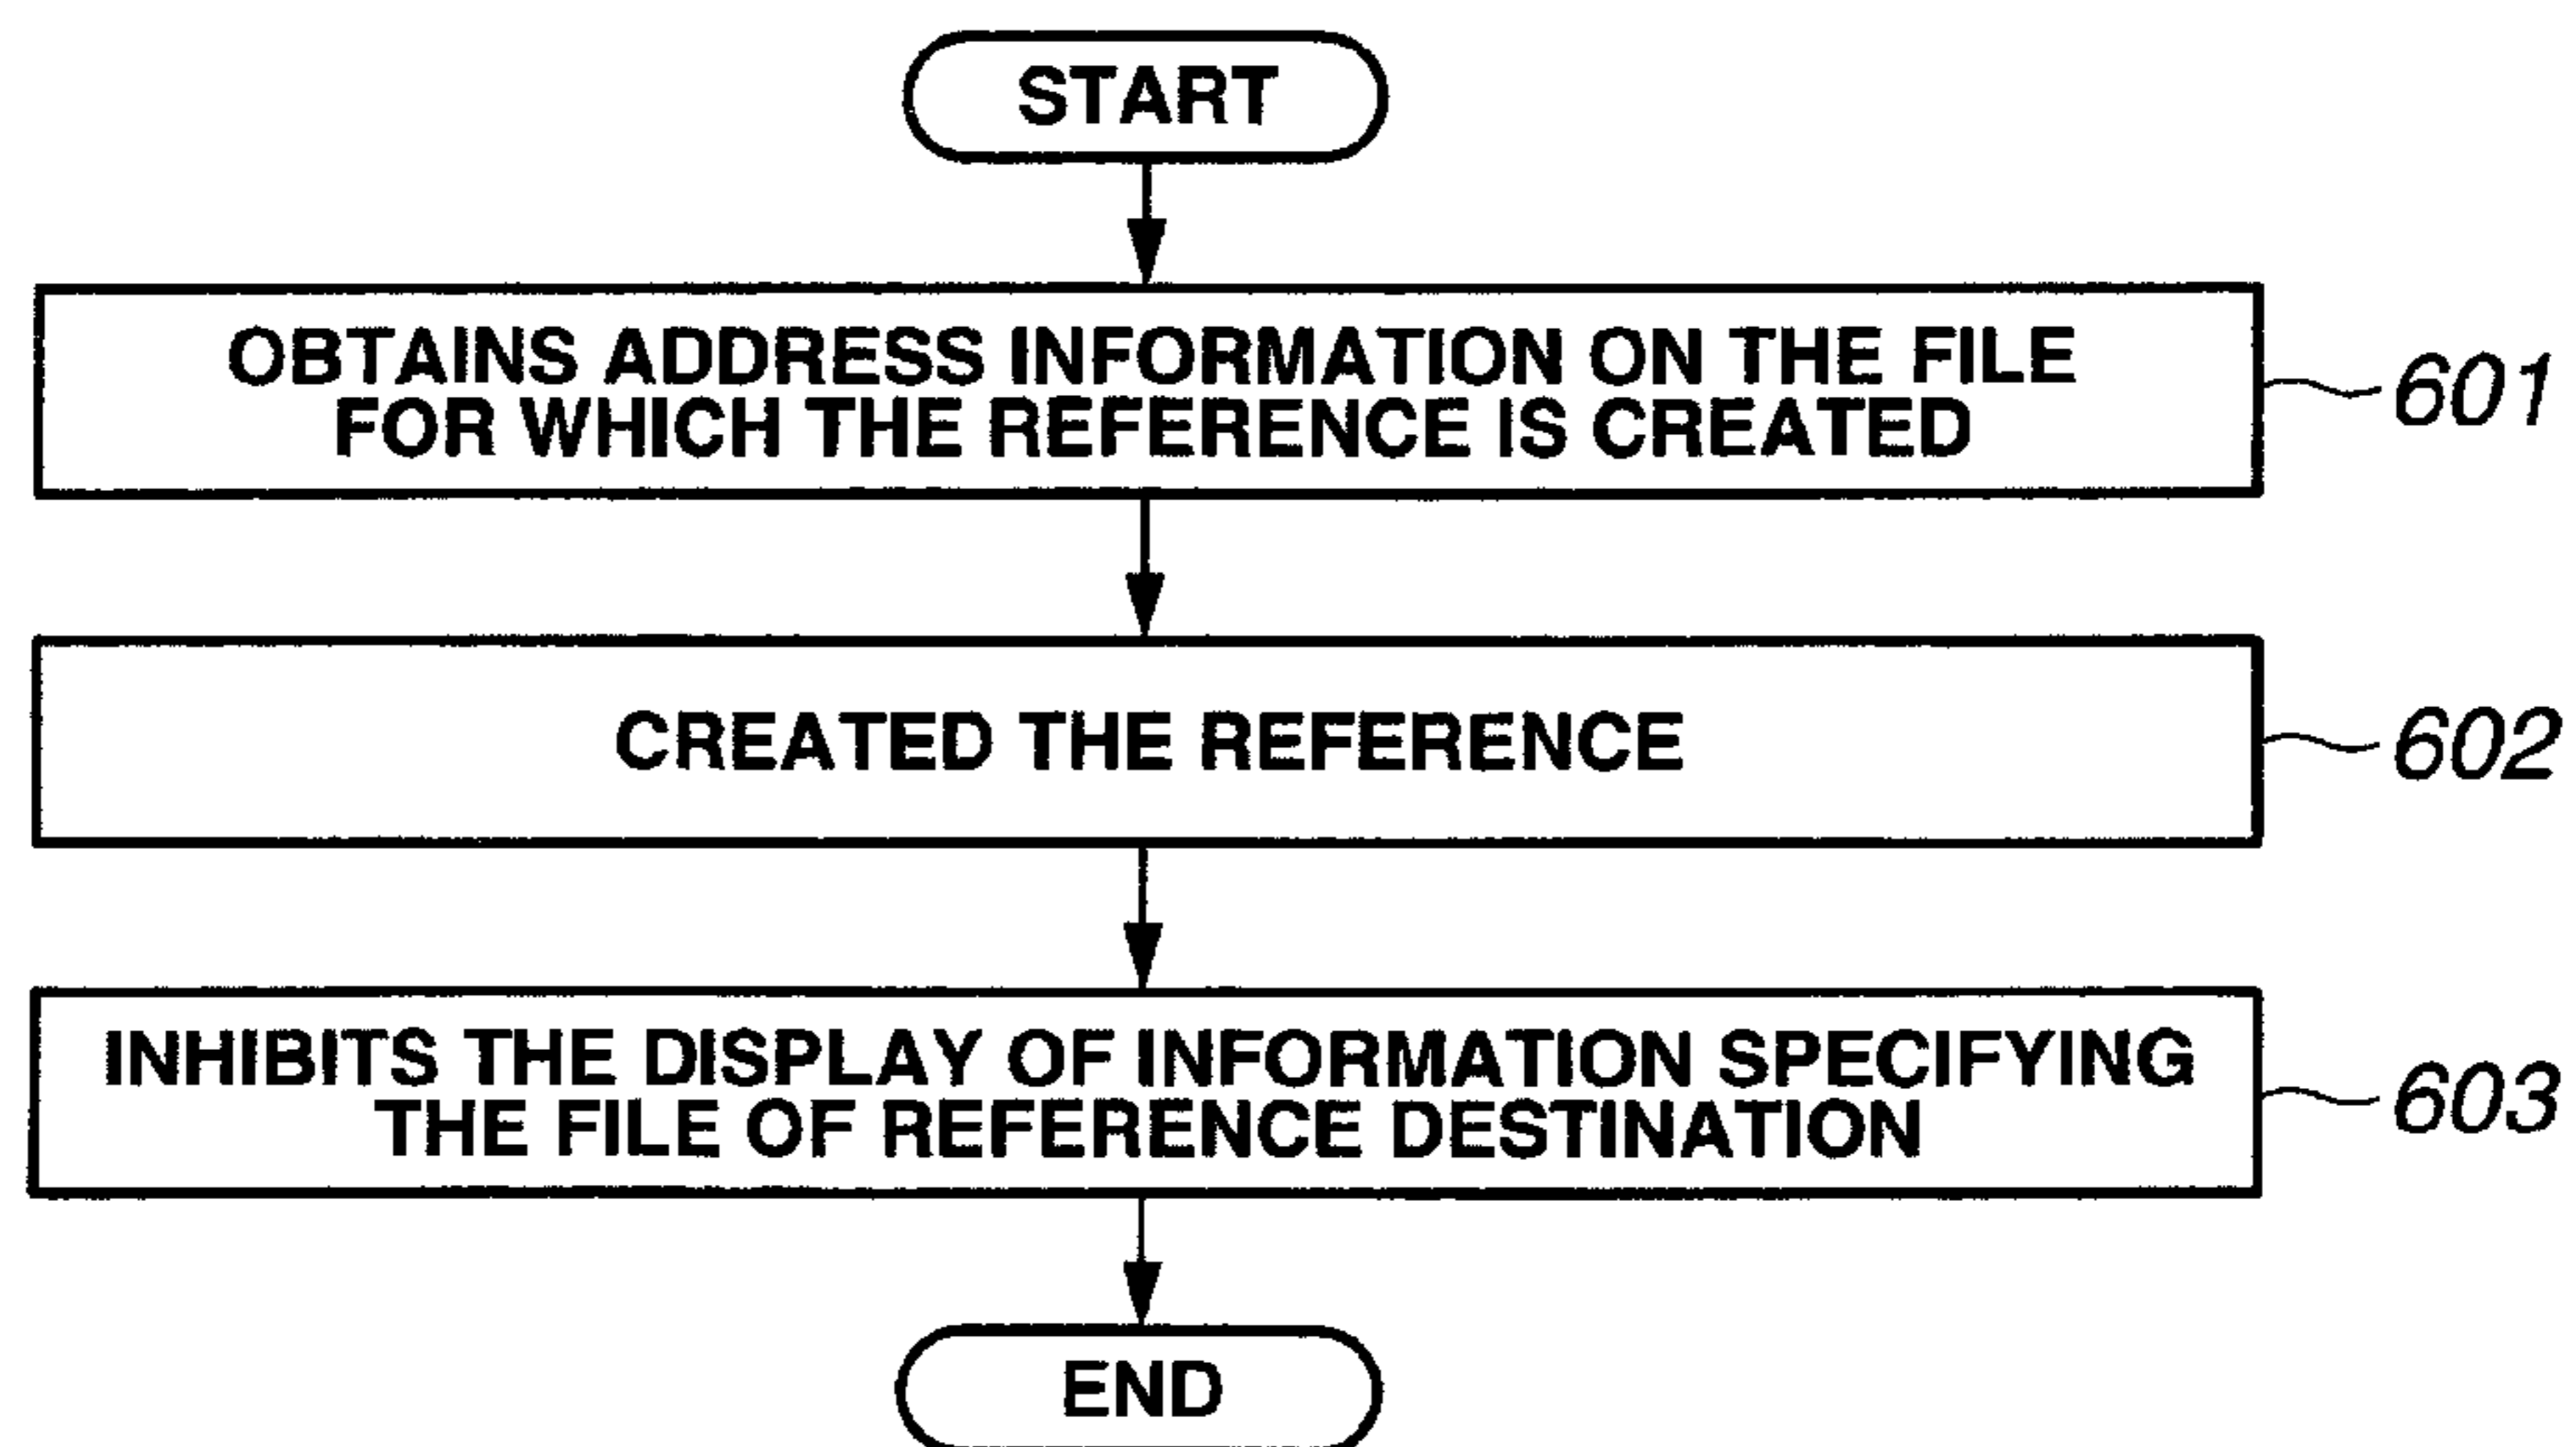 START
OBTAINS ADDRESS INFORMATION ON THE FILE
FOR WHICH THE REFERENCE IS CREATED
601
CREATED THE REFERENCE
602
INHIBITS THE DISPLAY OF INFORMATION SPECIFYING
THE FILE OF REFERENCE DESTINATION
603
END